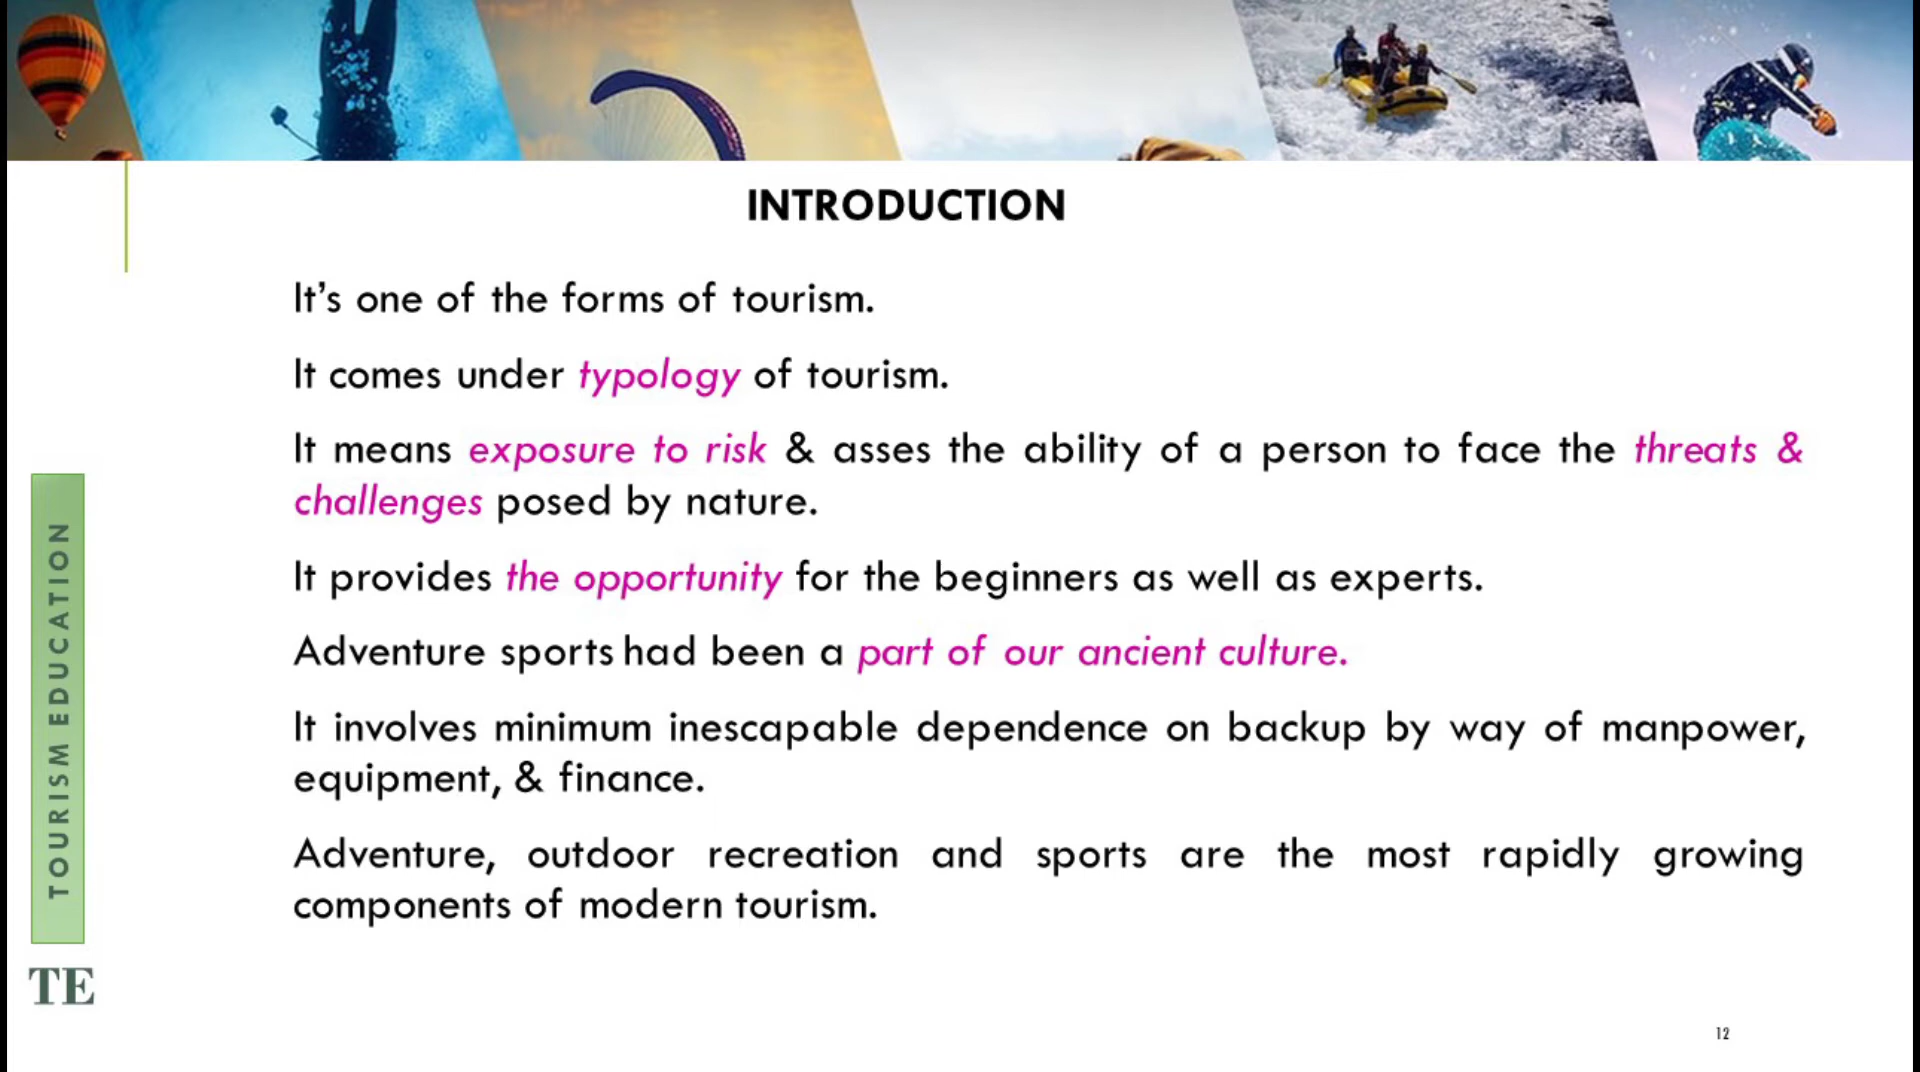 INTRODUCTION
It’s one of the forms of tourism.
It comes under typology of tourism.
It means exposure to risk & asses the ability of a person to face the threats &
challenges posed by nature.
It provides the opportunity for the beginners as well as experts.
Adventure sports had been a part of our ancient culture.
It involves minimum inescapable dependence on backup by way of manpower,
equipment, & finance.
Adventure, outdoor recreation and sports are the most rapidly growing
components of modern tourism.
TOURISM EDUCATION
TE
12